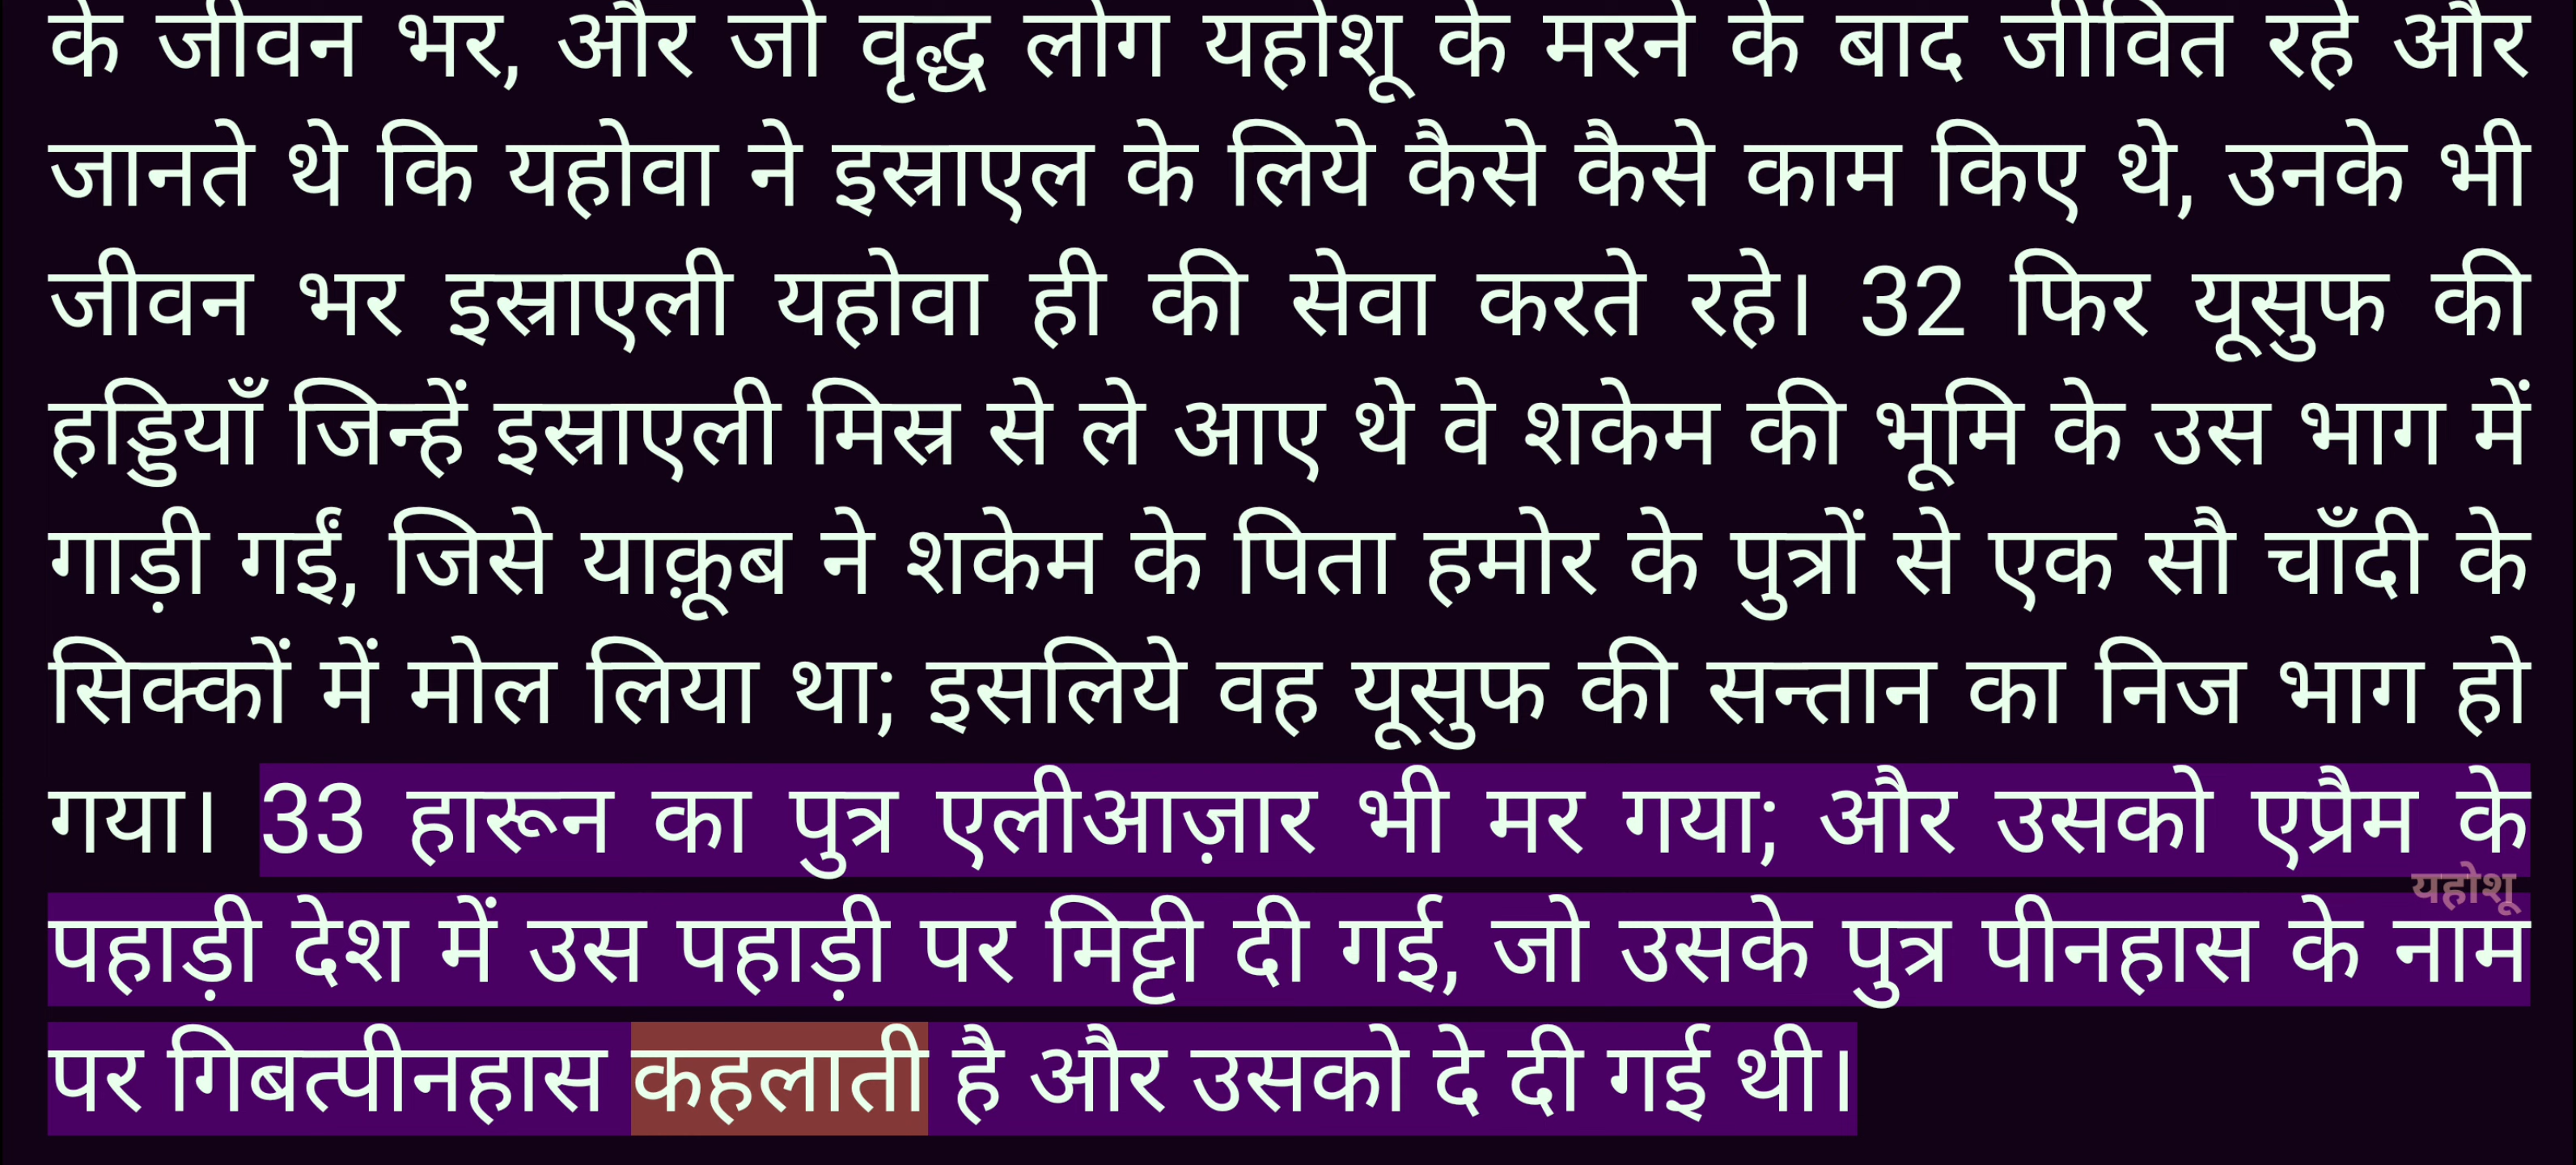 के जीवन भर, और जो वृद्ध लोग यहोशू के मरने के बाद जीवित रहे और
जानते थे कि यहोवा ने इस्राएल के लिये कैसे कैसे काम किए थे, उनके भी
जीवन भर इस्राएली यहोवा ही की सेवा करते रहे। 32 फिर यूसुफ की
हड्डियाँ जिन्हें इस्राएली मिस्र से ले आए थे वे शकेम की भूमि के उस भाग में
गाड़ी गईं, जिसे याक़ूब ने शकेम के पिता हमोर के पुत्रों से एक सौ चाँदी के
सिक्कों में मोल लिया था; इसलिये वह यूसुफ की सन्तान का निज भाग हो
गया। 33 हारून का पुत्र एलीआज़ार भी मर गया; और उसको एप्रैम के
यहोशू
पहाड़ी देश में उस पहाड़ी पर मिट्टी दी गई, जो उसके पुत्र पीनहास के नाम
पर गिबत्पीनहास कहलाती है और उसको दे दी गई थी।